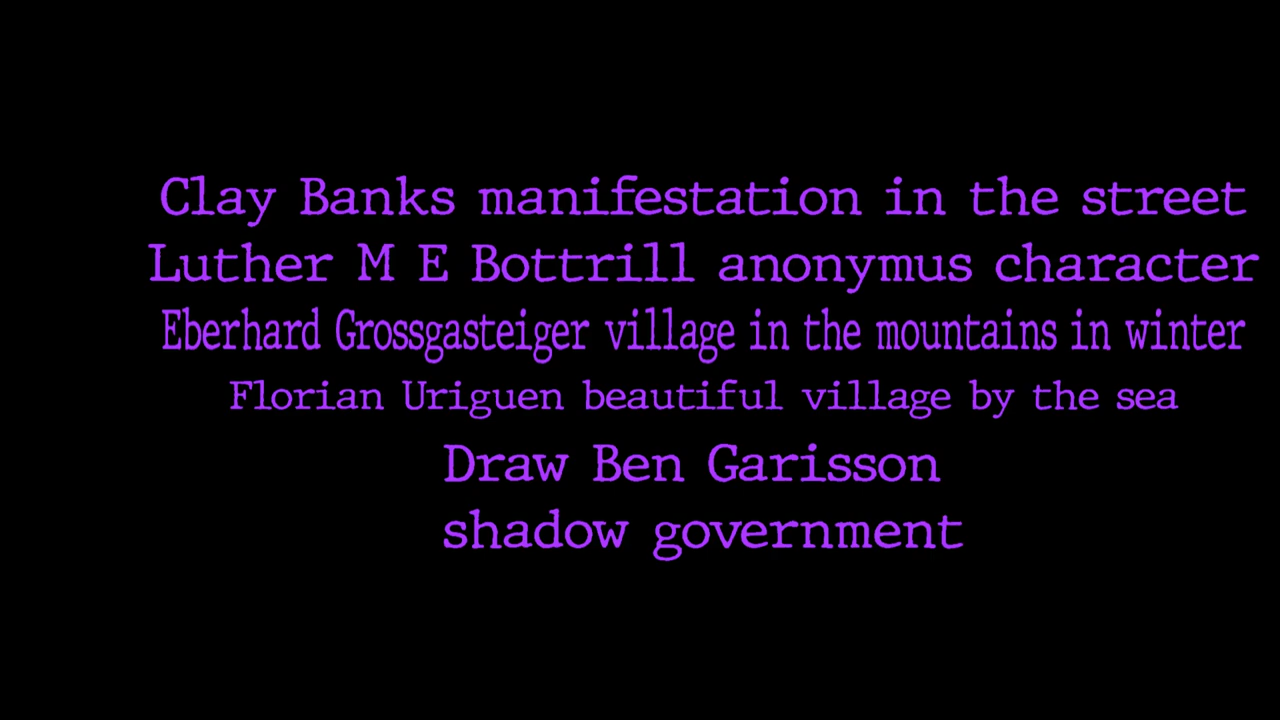 Clay Banks manifestation in the street
Luther M E Bottrill anonymus character
Eberhard Grossgasteiger village in the mountains in winter
Florian Uriguen beautiful village by the sea
Draw Ben Garisson
shadow government